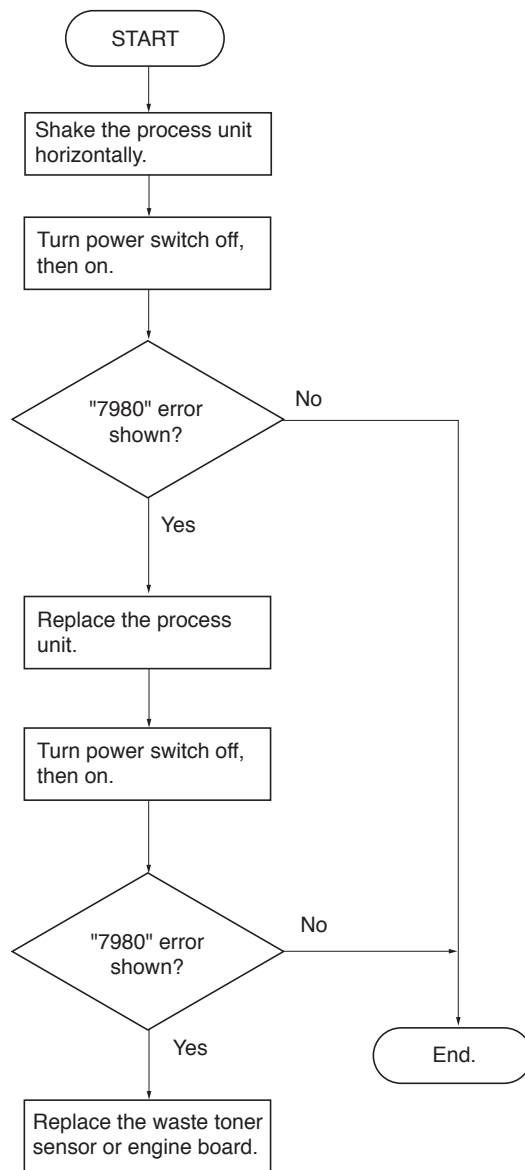 START
Shake the process unit
horizontally.
Turn power switch off,
then on.
"7980" error
shown?
No
Yes
Replace the process
unit.
Turn power switch off,
then on.
"7980" error
shown?
No
Yes
End.
Replace the waste toner
sensor or engine board.